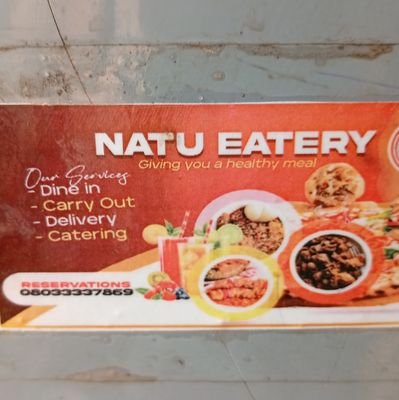 NATU EATERY
Giving you a healthy meal
Our Services
- Dine in
- Carry Out
- Delivery
- Catering
RESERVATIONS
08033337869